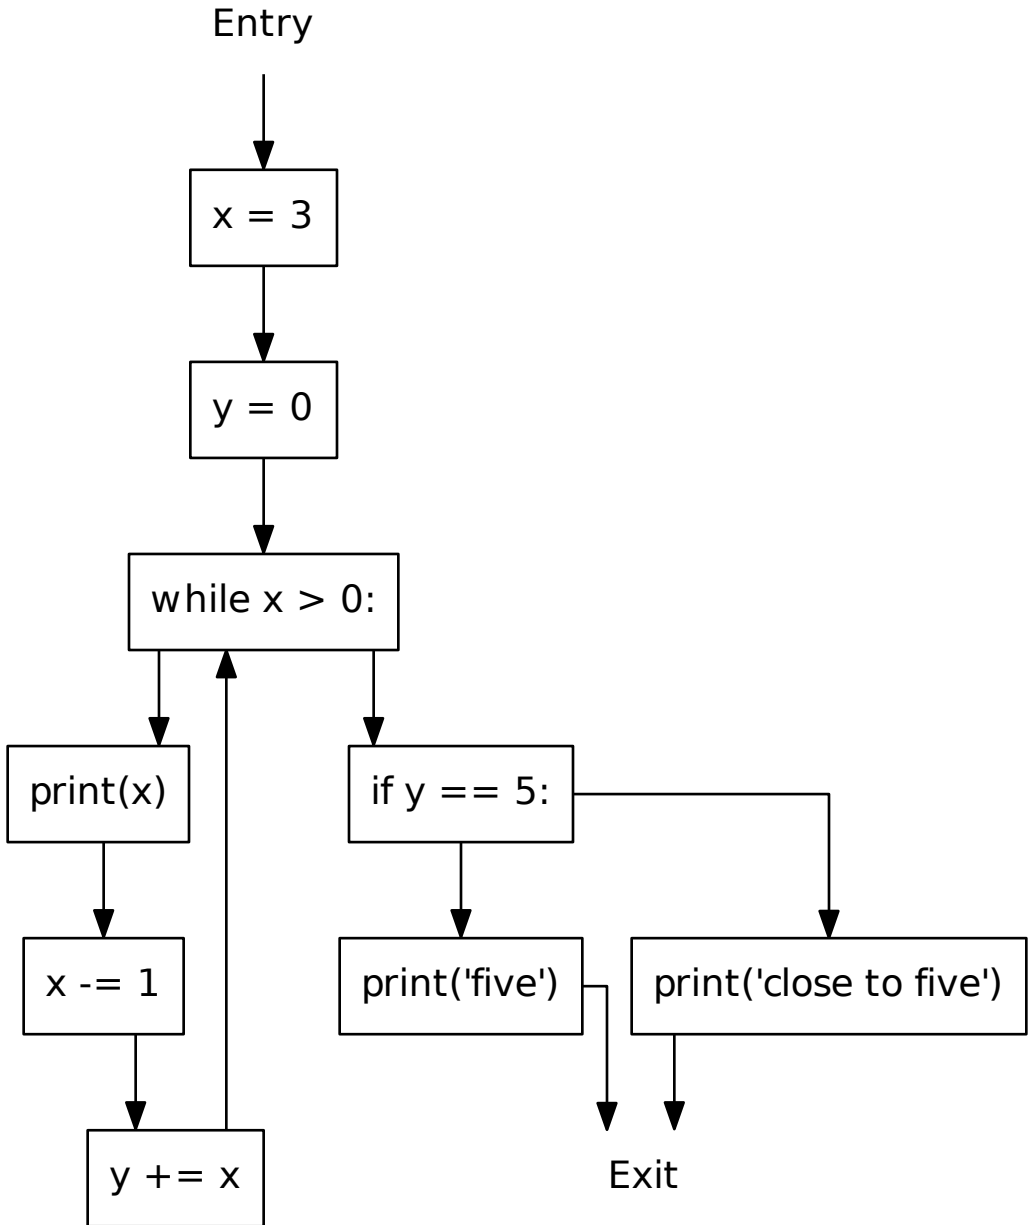 Entry
x = 3
y = 0
while x > 0:
print(x)
if y == 5:
x -= 1
print('five')
print('close to five')
y += x
Exit